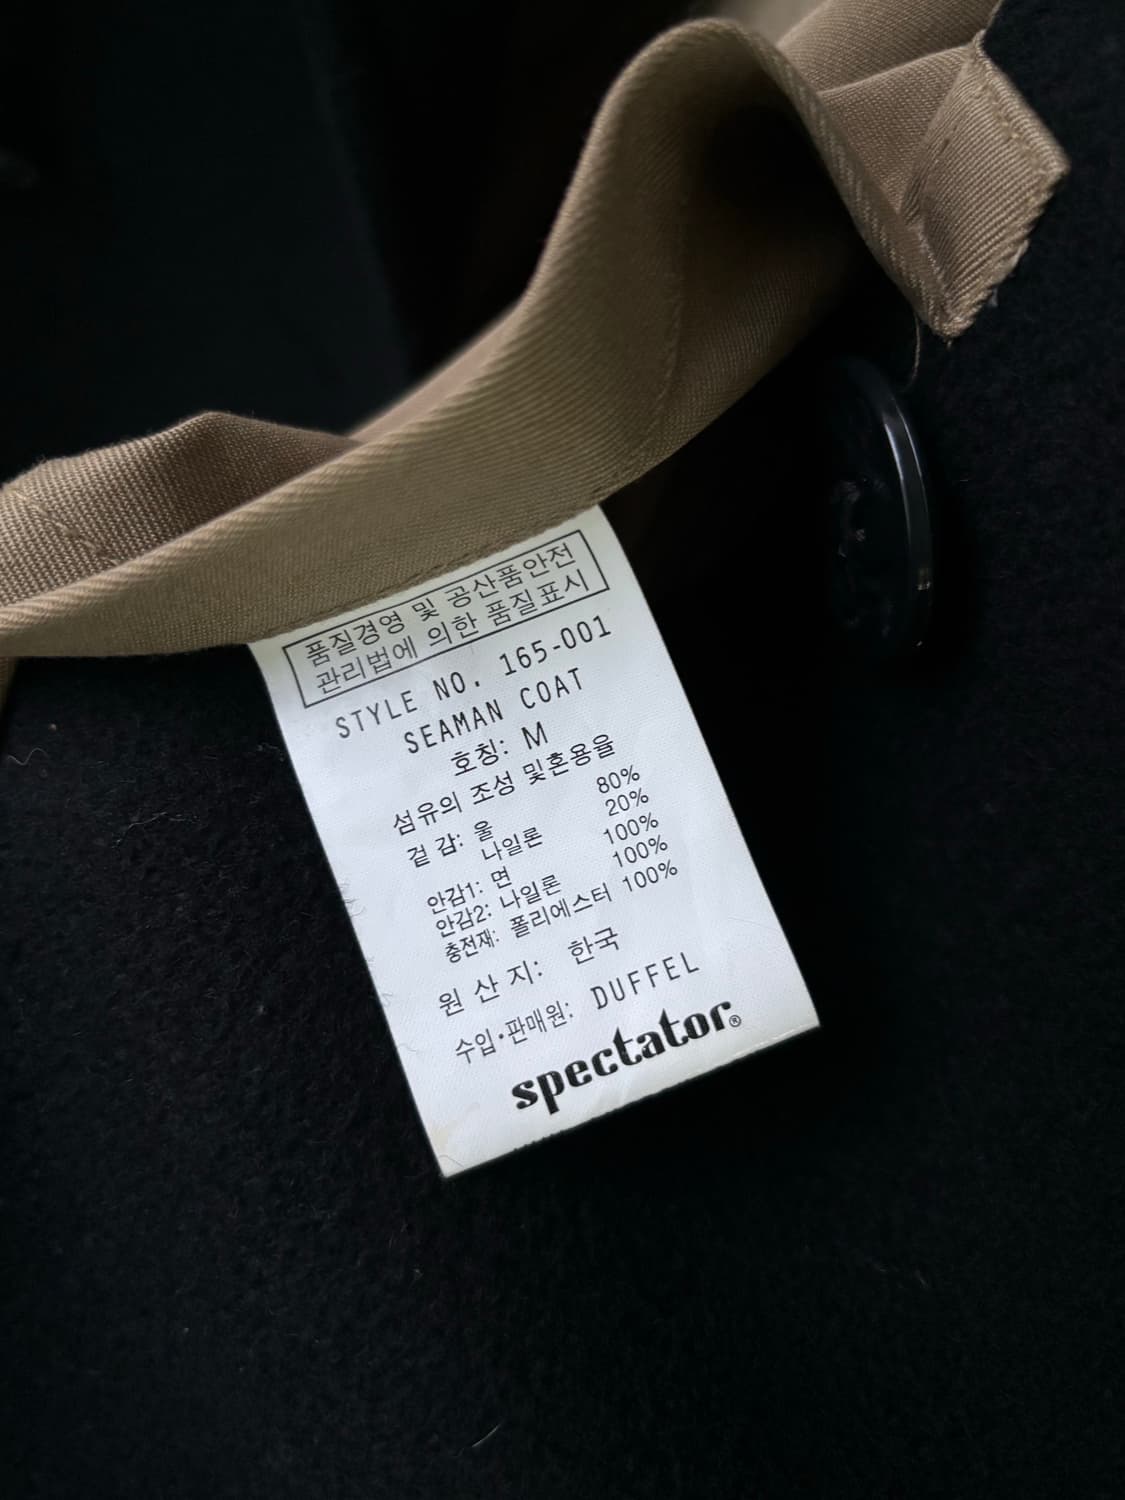 품질경영 및 공산품안전
관리법에 의한 품질표시
STYLE NO. 165-001
SEAMAN COAT
호칭: M
섬유의 조성 및혼용율
겉 감: 울 80%
나일론 20%
안감1: 면 100%
안감2: 나일론 100%
충전재: 폴리에스터 100%
원 산 지: 한국
수입·판매원: DUFFEL
spectator®